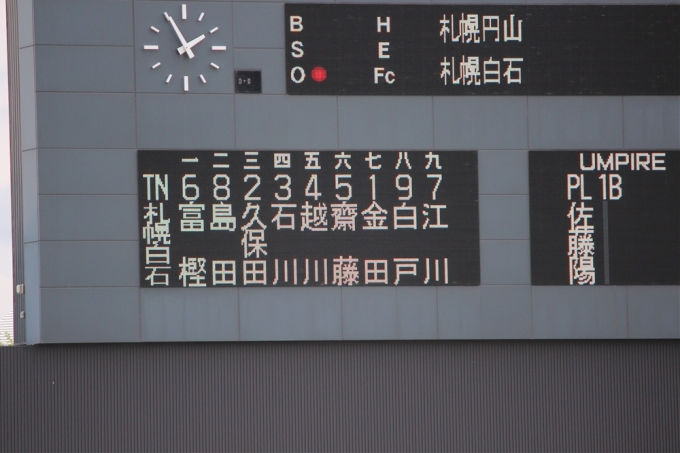 B H 札幌円山
S E
O Fc 札幌白石
一 二 三 四 五 六 七 八 九
TN 6 8 2 3 4 5 1 9 7
札幌白石
富樫
島田
久保田
石川
越川
齋藤
金田
白戸
江川
UMPIRE
PL 1B
佐藤陽